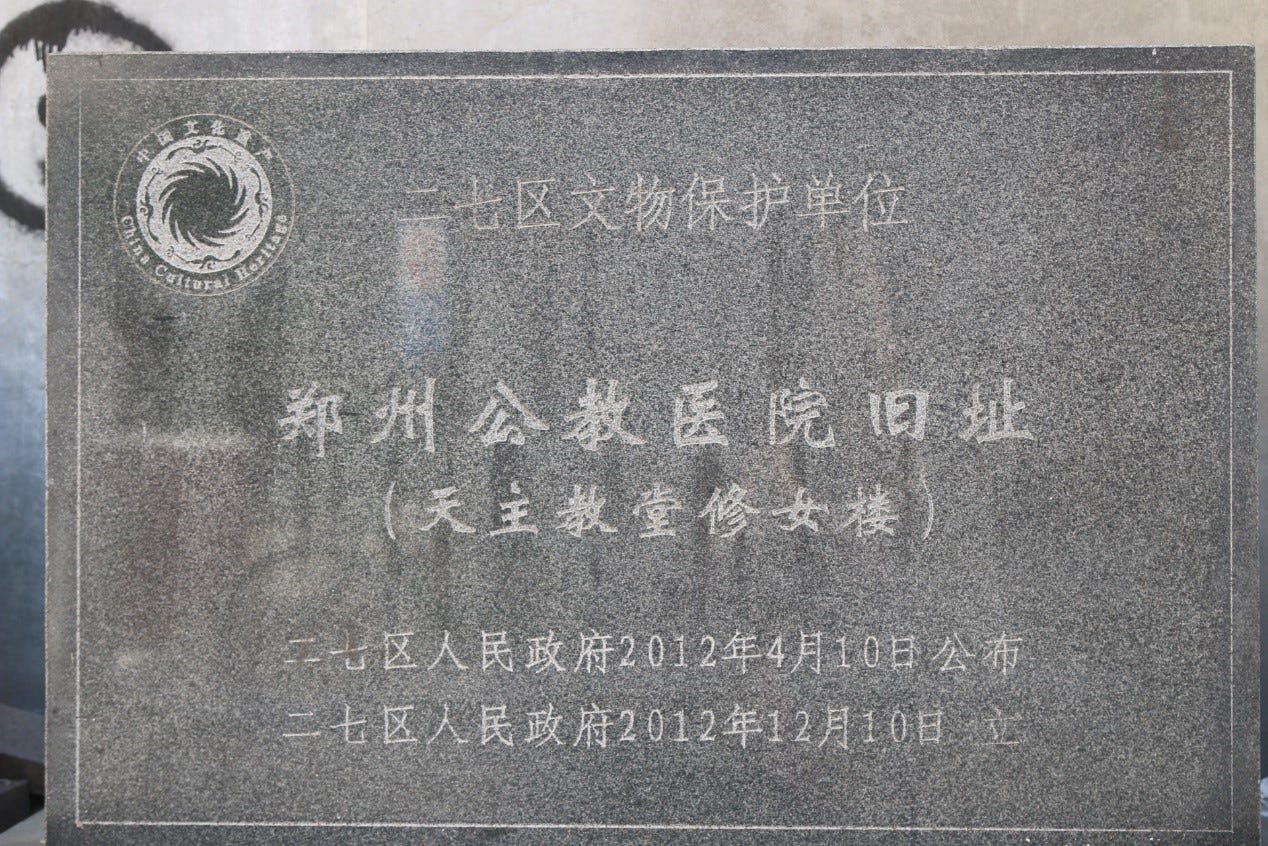 中国文化遗产
China Cultural Heritage
二七区文物保护单位
郑州公教医院旧址
(天主教堂修女楼)
二七区人民政府2012年4月10日公布
二七区人民政府2012年12月10日 立